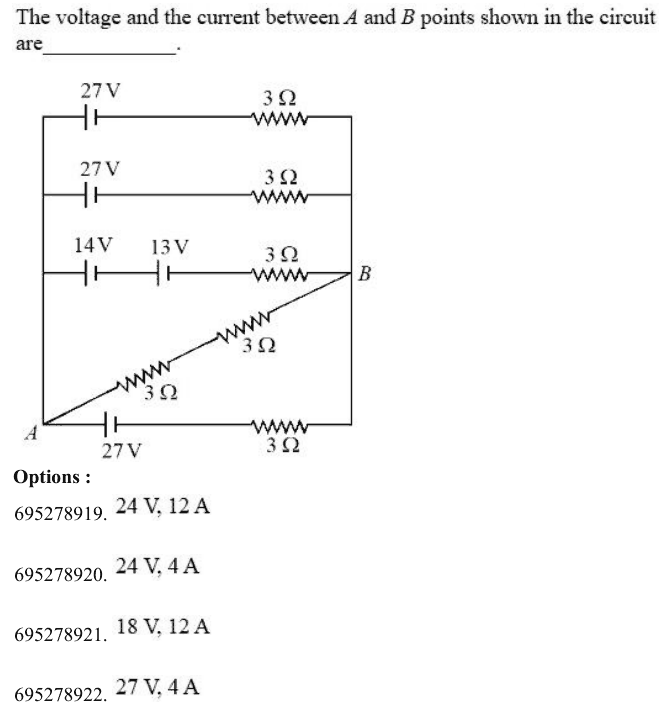 The voltage and the current between A and B points shown in the circuit
are____________.
27 V
3 Ω
27 V
3 Ω
14 V 13 V
3 Ω
B
3 Ω
3 Ω
A
27 V
3 Ω
Options :
695278919. 24 V, 12 A
695278920. 24 V, 4 A
695278921. 18 V, 12 A
695278922. 27 V, 4 A